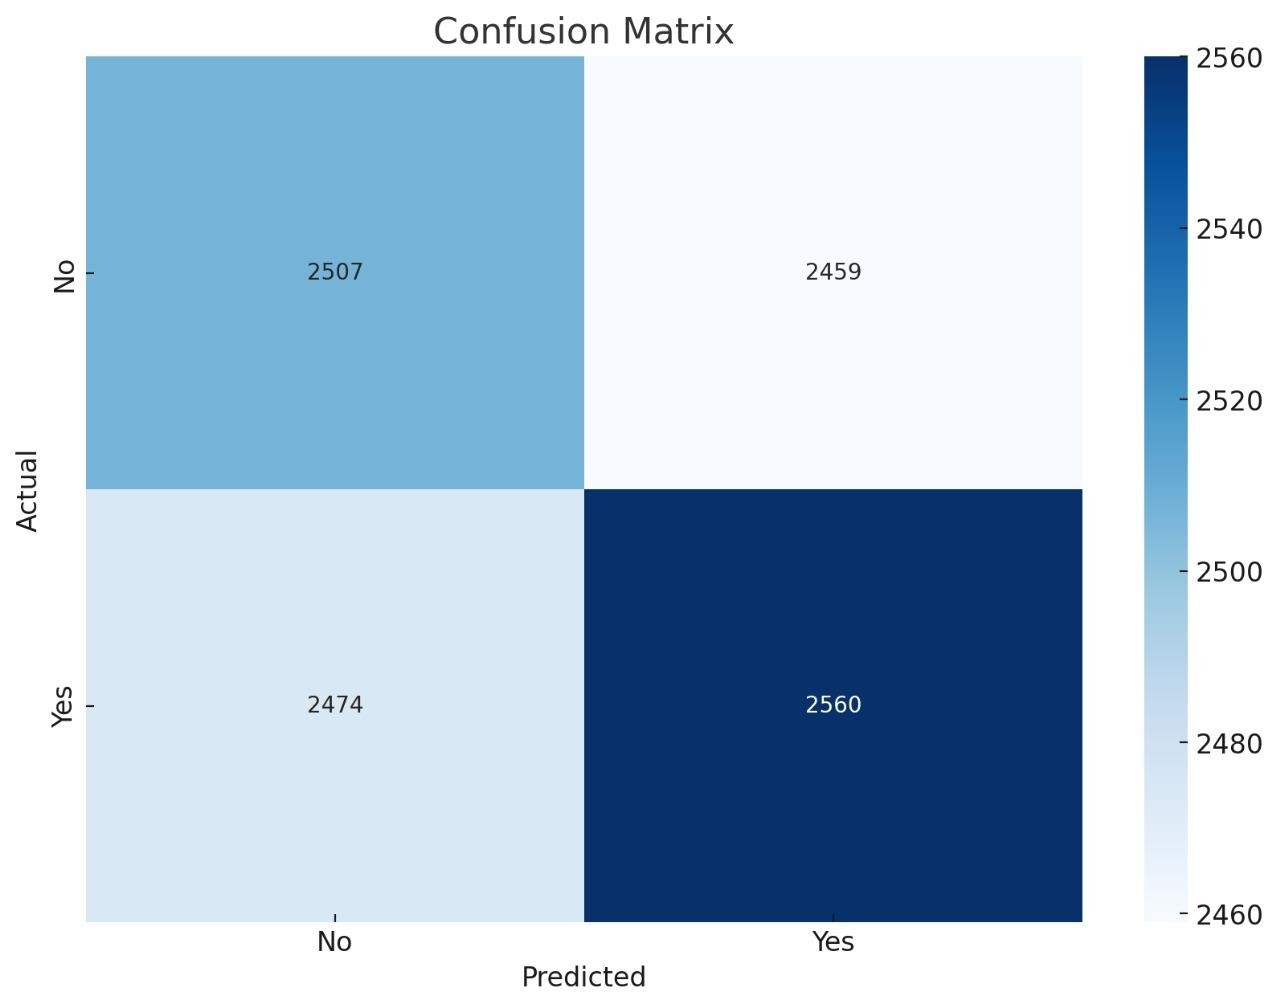 Confusion Matrix
2560
2540
2520
2500
2480
2460
Actual
No
2507
2459
Yes
2474
2560
No
Yes
Predicted